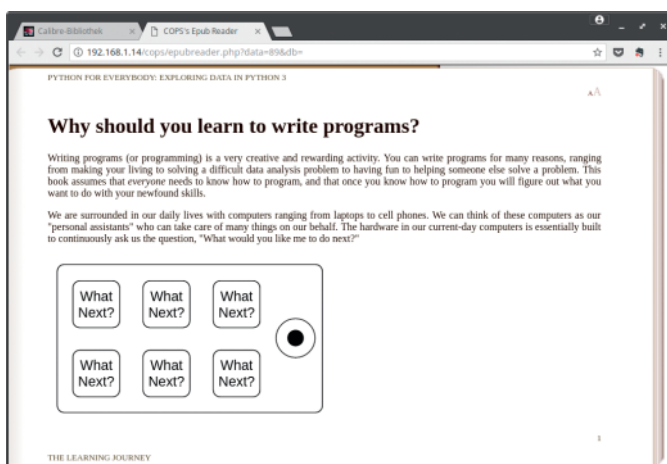 Calibre-Bibliothek
COPS's Epub Reader
192.168.1.14/cops/epubreader.php?data=89&db=
PYTHON FOR EVERYBODY: EXPLORING DATA IN PYTHON 3
AA
Why should you learn to write programs?
Writing programs (or programming) is a very creative and rewarding activity. You can write programs for many reasons, ranging
from making your living to solving a difficult data analysis problem to having fun to helping someone else solve a problem. This
book assumes that everyone needs to know how to program, and that once you know how to program you will figure out what you
want to do with your newfound skills.
We are surrounded in our daily lives with computers ranging from laptops to cell phones. We can think of these computers as our
"personal assistants" who can take care of many things on our behalf. The hardware in our current-day computers is essentially built
to continuously ask us the question, "What would you like me to do next?"
What What What
Next? Next? Next?
What What What
Next? Next? Next?
1
THE LEARNING JOURNEY